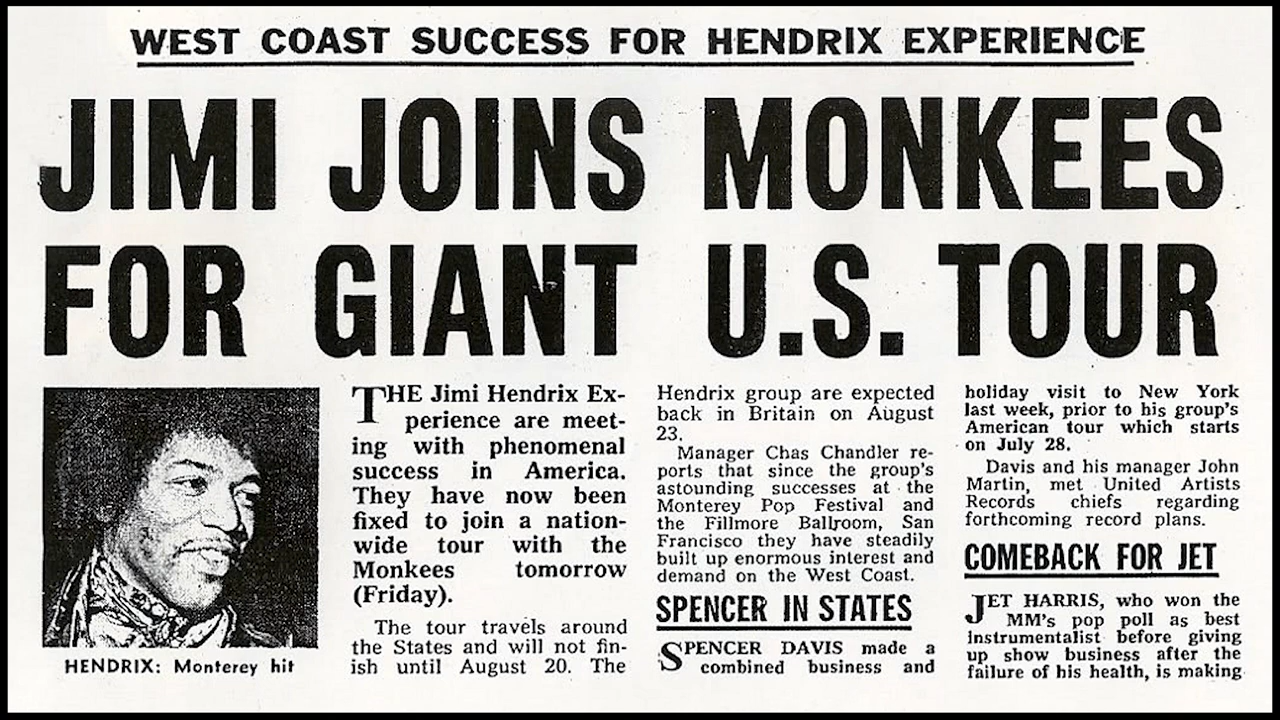 WEST COAST SUCCESS FOR HENDRIX EXPERIENCE
JIMI JOINS MONKEES
FOR GIANT U.S. TOUR
HENDRIX: Monterey hit
THE Jimi Hendrix Ex-
perience are meet-
ing with phenomenal
success in America.
They have now been
fixed to join a nation-
wide tour with the
Monkees tomorrow
(Friday).
The tour travels around
the States and will not fin-
ish until August 20. The
Hendrix group are expected
back in Britain on August
23.
Manager Chas Chandler re-
ports that since the group's
astounding successes at the
Monterey Pop Festival and
the Fillmore Ballroom, San
Francisco they have steadily
built up enormous interest and
demand on the West Coast.
SPENCER IN STATES
SPENCER DAVIS made a
combined business and
holiday visit to New York
last week, prior to his group's
American tour which starts
on July 28.
Davis and his manager John
Martin, met United Artists
Records chiefs regarding
forthcoming record plans.
COMEBACK FOR JET
JET HARRIS, who won the
MM's pop poll as best
instrumentalist before giving
up show business after the
failure of his health, is making